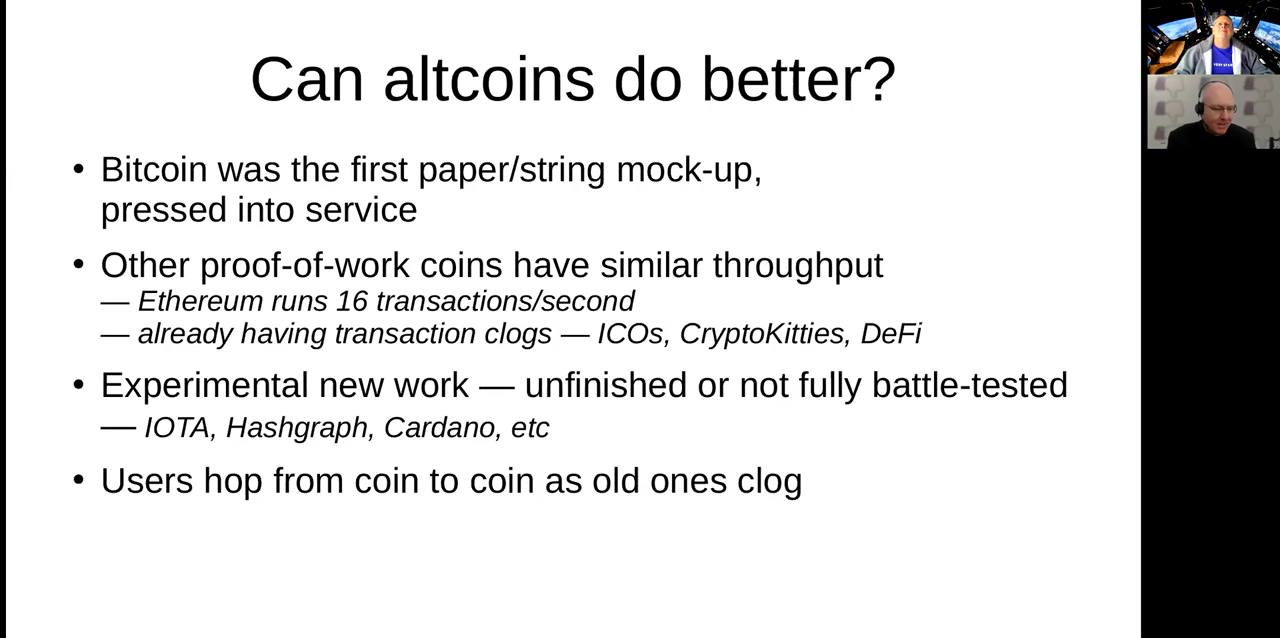 Can altcoins do better?
• Bitcoin was the first paper/string mock-up,
pressed into service
• Other proof-of-work coins have similar throughput
— Ethereum runs 16 transactions/second
— already having transaction clogs — ICOs, CryptoKitties, DeFi
• Experimental new work — unfinished or not fully battle-tested
— IOTA, Hashgraph, Cardano, etc
• Users hop from coin to coin as old ones clog